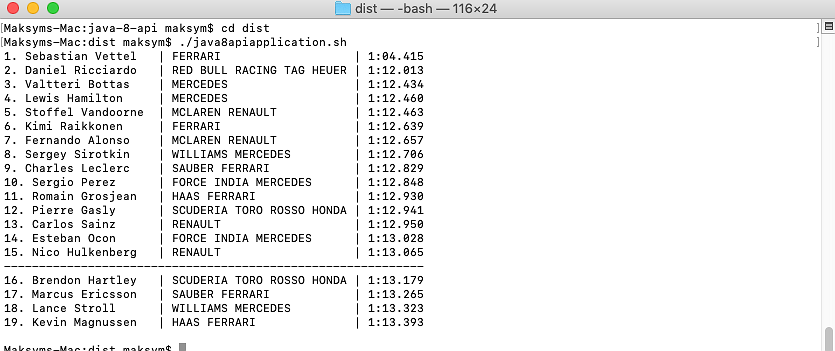 dist — -bash — 116×24
[Maksyms-Mac:java-8-api maksym$ cd dist ]
[Maksyms-Mac:dist maksym$ ./java8apiapplication.sh ]
1. Sebastian Vettel | FERRARI | 1:04.415
2. Daniel Ricciardo | RED BULL RACING TAG HEUER | 1:12.013
3. Valtteri Bottas | MERCEDES | 1:12.434
4. Lewis Hamilton | MERCEDES | 1:12.460
5. Stoffel Vandoorne | MCLAREN RENAULT | 1:12.463
6. Kimi Raikkonen | FERRARI | 1:12.639
7. Fernando Alonso | MCLAREN RENAULT | 1:12.657
8. Sergey Sirotkin | WILLIAMS MERCEDES | 1:12.706
9. Charles Leclerc | SAUBER FERRARI | 1:12.829
10. Sergio Perez | FORCE INDIA MERCEDES | 1:12.848
11. Romain Grosjean | HAAS FERRARI | 1:12.930
12. Pierre Gasly | SCUDERIA TORO ROSSO HONDA | 1:12.941
13. Carlos Sainz | RENAULT | 1:12.950
14. Esteban Ocon | FORCE INDIA MERCEDES | 1:13.028
15. Nico Hulkenberg | RENAULT | 1:13.065
------------------------------------------------------------
16. Brendon Hartley | SCUDERIA TORO ROSSO HONDA | 1:13.179
17. Marcus Ericsson | SAUBER FERRARI | 1:13.265
18. Lance Stroll | WILLIAMS MERCEDES | 1:13.323
19. Kevin Magnussen | HAAS FERRARI | 1:13.393
Maksyms-Mac:dist maksym$